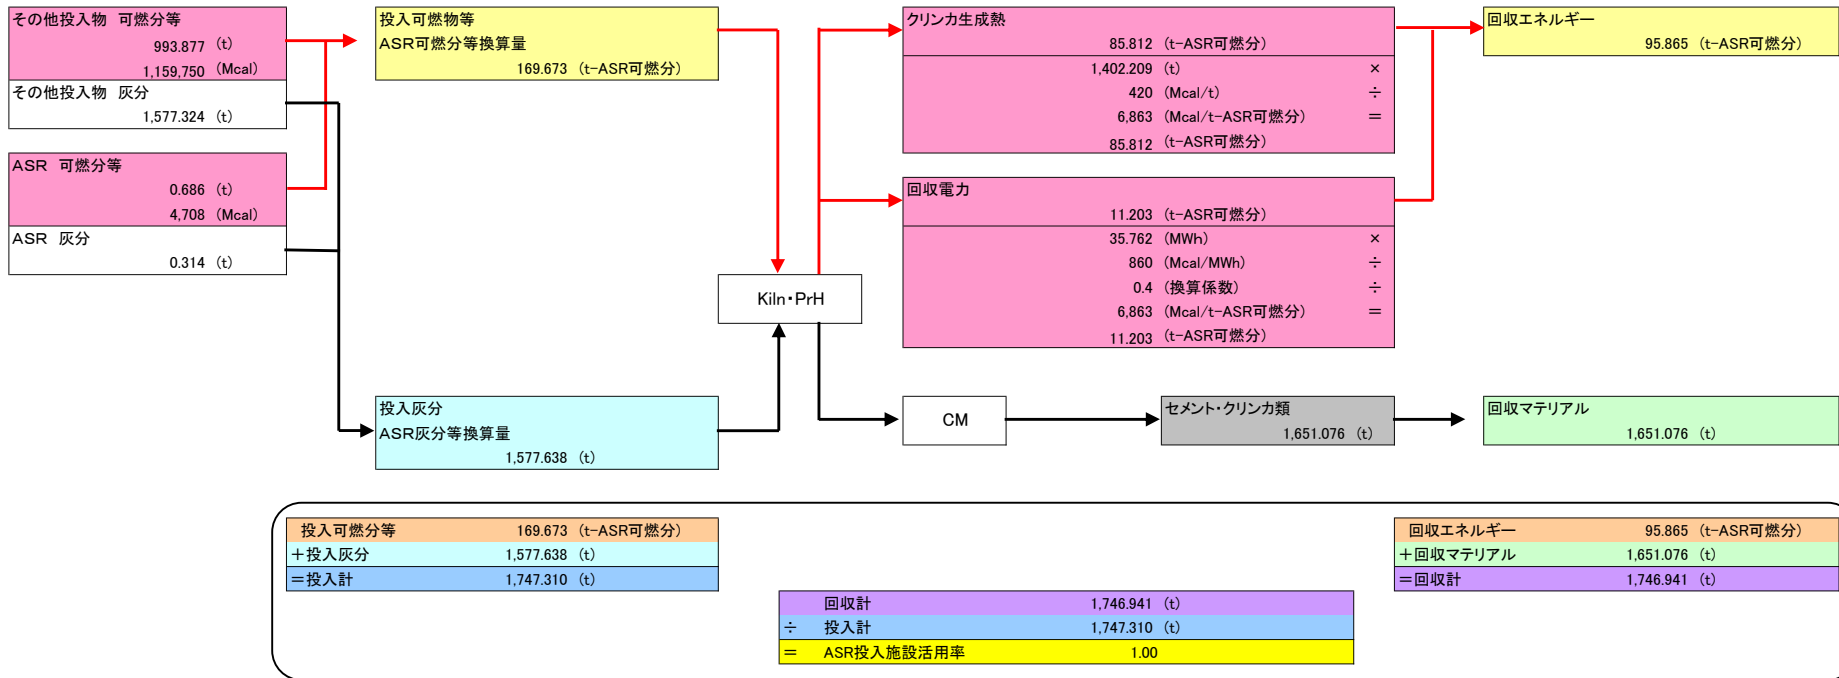 その他投入物 可燃分等
993.877 (t)
1,159,750 (Mcal)
その他投入物 灰分
1,577.324 (t)
ASR 可燃分等
0.686 (t)
4,708 (Mcal)
ASR 灰分
0.314 (t)
投入可燃物等
ASR可燃分等換算量
169.673 (t-ASR可燃分)
投入灰分
ASR灰分等換算量
1,577.638 (t)
Kiln・PrH
クリンカ生成熱
85.812 (t-ASR可燃分)
1,402.209 (t) ×
420 (Mcal/t) ÷
6,863 (Mcal/t-ASR可燃分) =
85.812 (t-ASR可燃分)
回収電力
11.203 (t-ASR可燃分)
35.762 (MWh) ×
860 (Mcal/MWh) ÷
0.4 (換算係数) ÷
6,863 (Mcal/t-ASR可燃分) =
11.203 (t-ASR可燃分)
CM
セメント・クリンカ類
1,651.076 (t)
回収エネルギー
95.865 (t-ASR可燃分)
回収マテリアル
1,651.076 (t)
投入可燃分等 169.673 (t-ASR可燃分)
+投入灰分 1,577.638 (t)
=投入計 1,747.310 (t)
回収エネルギー 95.865 (t-ASR可燃分)
+回収マテリアル 1,651.076 (t)
=回収計 1,746.941 (t)
回収計 1,746.941 (t)
÷ 投入計 1,747.310 (t)
= ASR投入施設活用率 1.00